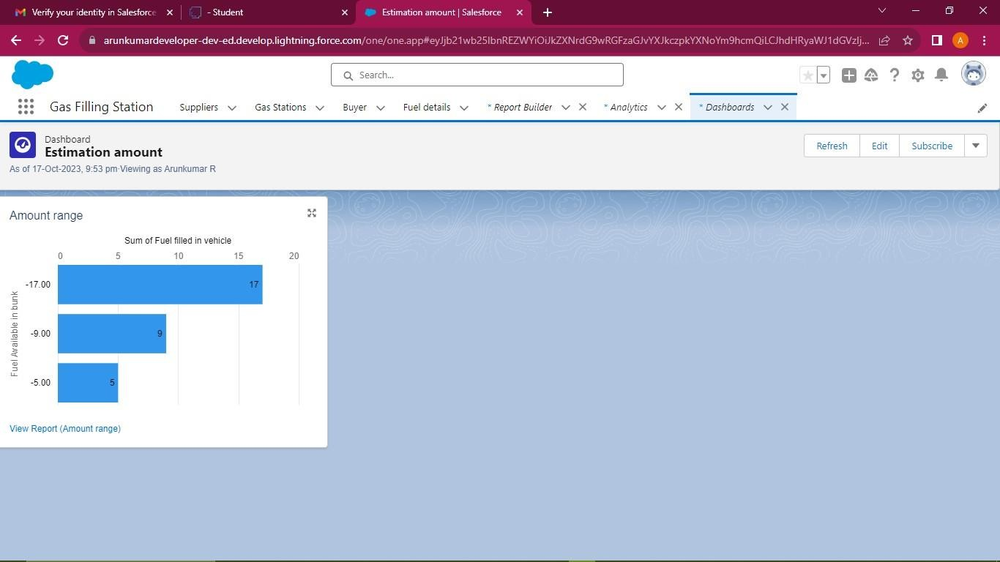 Verify your identity in Salesforce
- Student
Estimation amount | Salesforce
arunkumardeveloper-dev-ed.develop.lightning.force.com/one/one.app#eyJjb21wb25lbnREZWYiOiJkZXNrdG9wRGFzaGJvYXJkczpkYXNoYm9hcmQiLCJhdHRyaWJ1dGVzIj...
A
Search...
Gas Filling Station
Suppliers
Gas Stations
Buyer
Fuel details
* Report Builder
* Analytics
* Dashboards
Dashboard
Estimation amount
As of 17-Oct-2023, 9:53 pm·Viewing as Arunkumar R
Refresh
Edit
Subscribe
Amount range
Sum of Fuel filled in vehicle
0 5 10 15 20
Fuel Available in bunk
-17.00 17
-9.00 9
-5.00 5
View Report (Amount range)